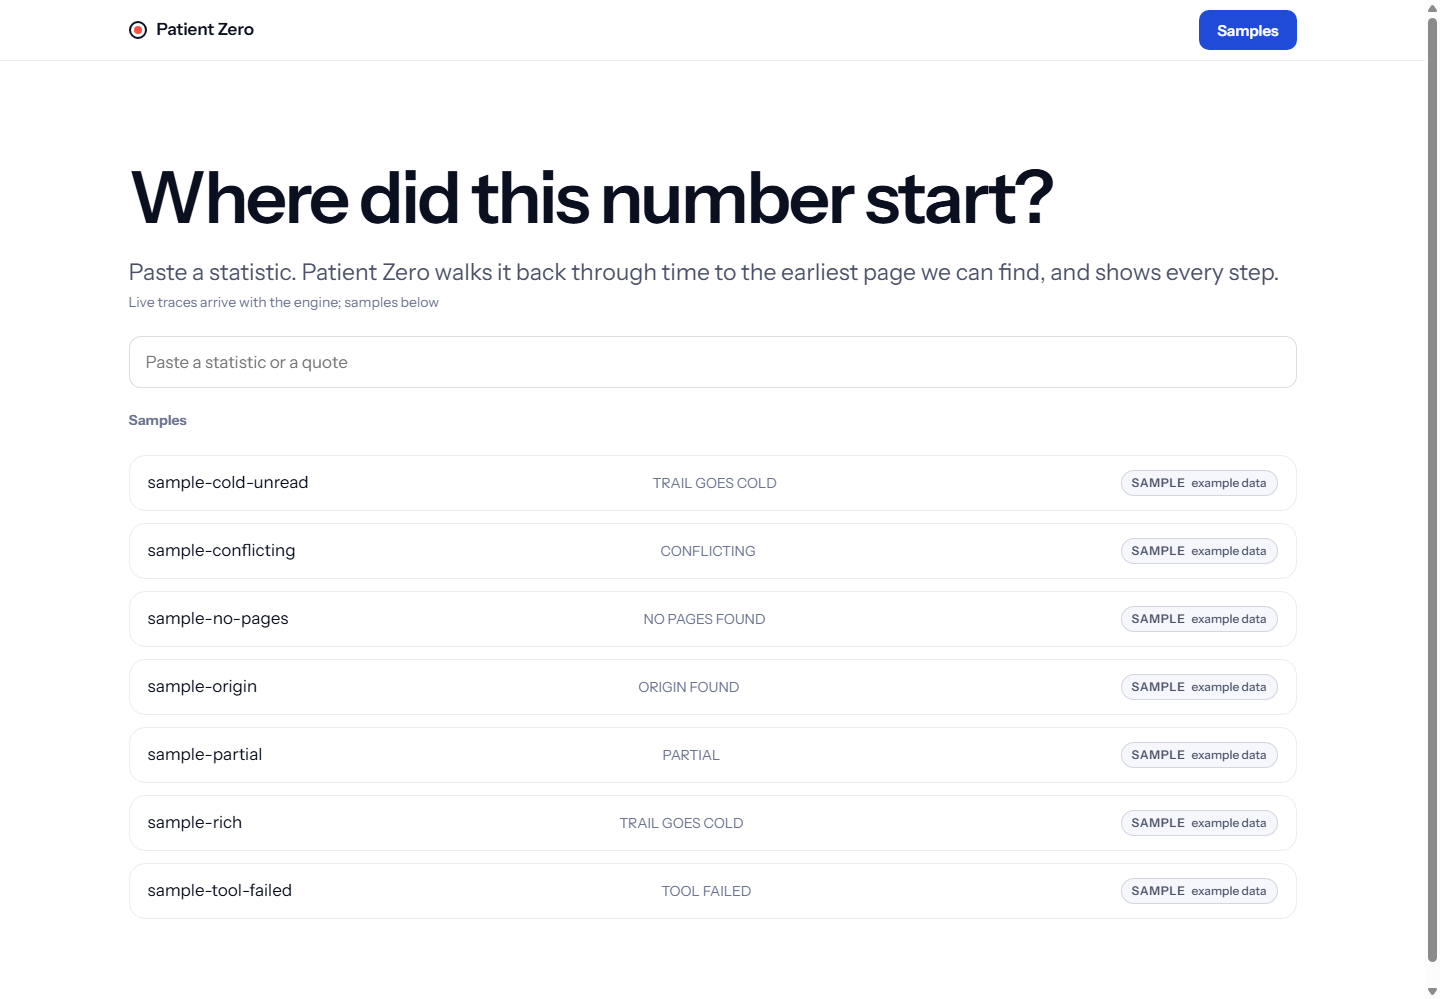 Patient Zero
Samples
Where did this number start?
Paste a statistic. Patient Zero walks it back through time to the earliest page we can find, and shows every step.
Live traces arrive with the engine; samples below
Paste a statistic or a quote
Samples
sample-cold-unread TRAIL GOES COLD SAMPLE example data
sample-conflicting CONFLICTING SAMPLE example data
sample-no-pages NO PAGES FOUND SAMPLE example data
sample-origin ORIGIN FOUND SAMPLE example data
sample-partial PARTIAL SAMPLE example data
sample-rich TRAIL GOES COLD SAMPLE example data
sample-tool-failed TOOL FAILED SAMPLE example data